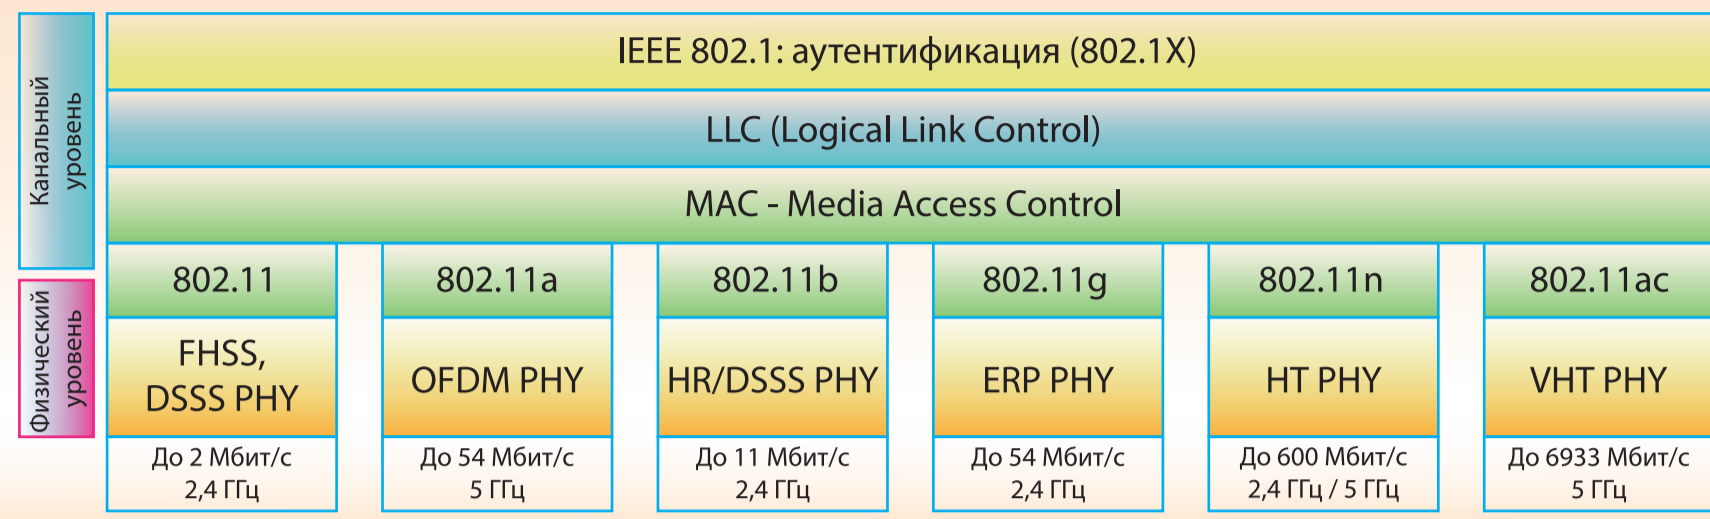 Канальный
уровень
IEEE 802.1: аутентификация (802.1X)
LLC (Logical Link Control)
MAC - Media Access Control
Физический
уровень
802.11
802.11a
802.11b
802.11g
802.11n
802.11ac
FHSS,
DSSS PHY
OFDM PHY
HR/DSSS PHY
ERP PHY
HT PHY
VHT PHY
До 2 Мбит/с
2,4 ГГц
До 54 Мбит/с
5 ГГц
До 11 Мбит/с
2,4 ГГц
До 54 Мбит/с
2,4 ГГц
До 600 Мбит/с
2,4 ГГц / 5 ГГц
До 6933 Мбит/с
5 ГГц